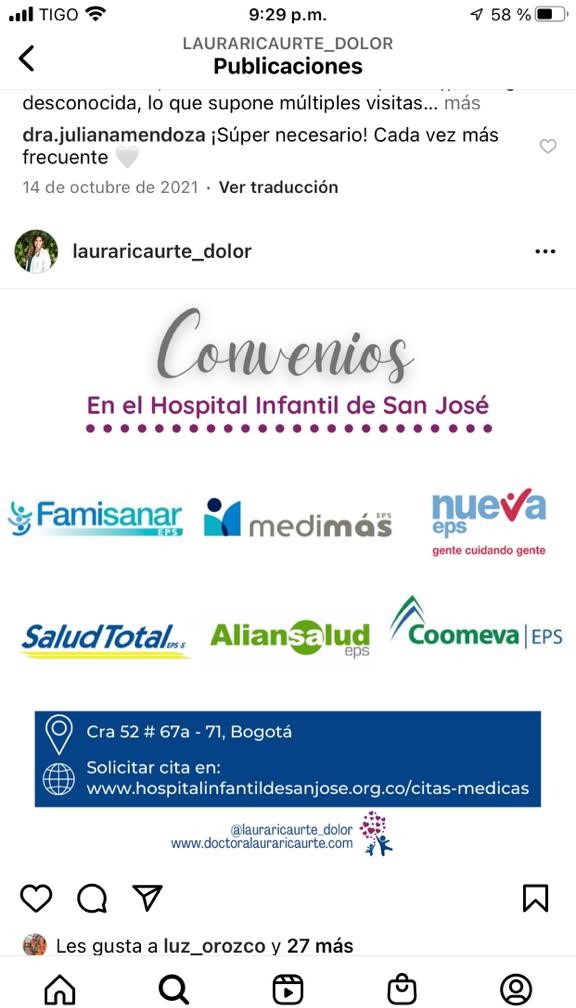 TIGO 9:29 p.m. 58 %
LAURARICAURTE_DOLOR
Publicaciones
desconocida, lo que supone múltiples visitas... más
dra.julianamendoza ¡Súper necesario! Cada vez más
frecuente
14 de octubre de 2021 · Ver traducción
lauraricaurte_dolor
Convenios
En el Hospital Infantil de San José
Famisanar
EPS
medimás EPS
nueva
eps
gente cuidando gente
Salud Total EPS-S
Aliansalud
eps
Coomeva | EPS
Cra 52 # 67a - 71, Bogotá
Solicitar cita en:
www.hospitalinfantildesanjose.org.co/citas-medicas
@lauraricaurte_dolor
www.doctoralauraricaurte.com
Les gusta a luz_orozco y 27 más